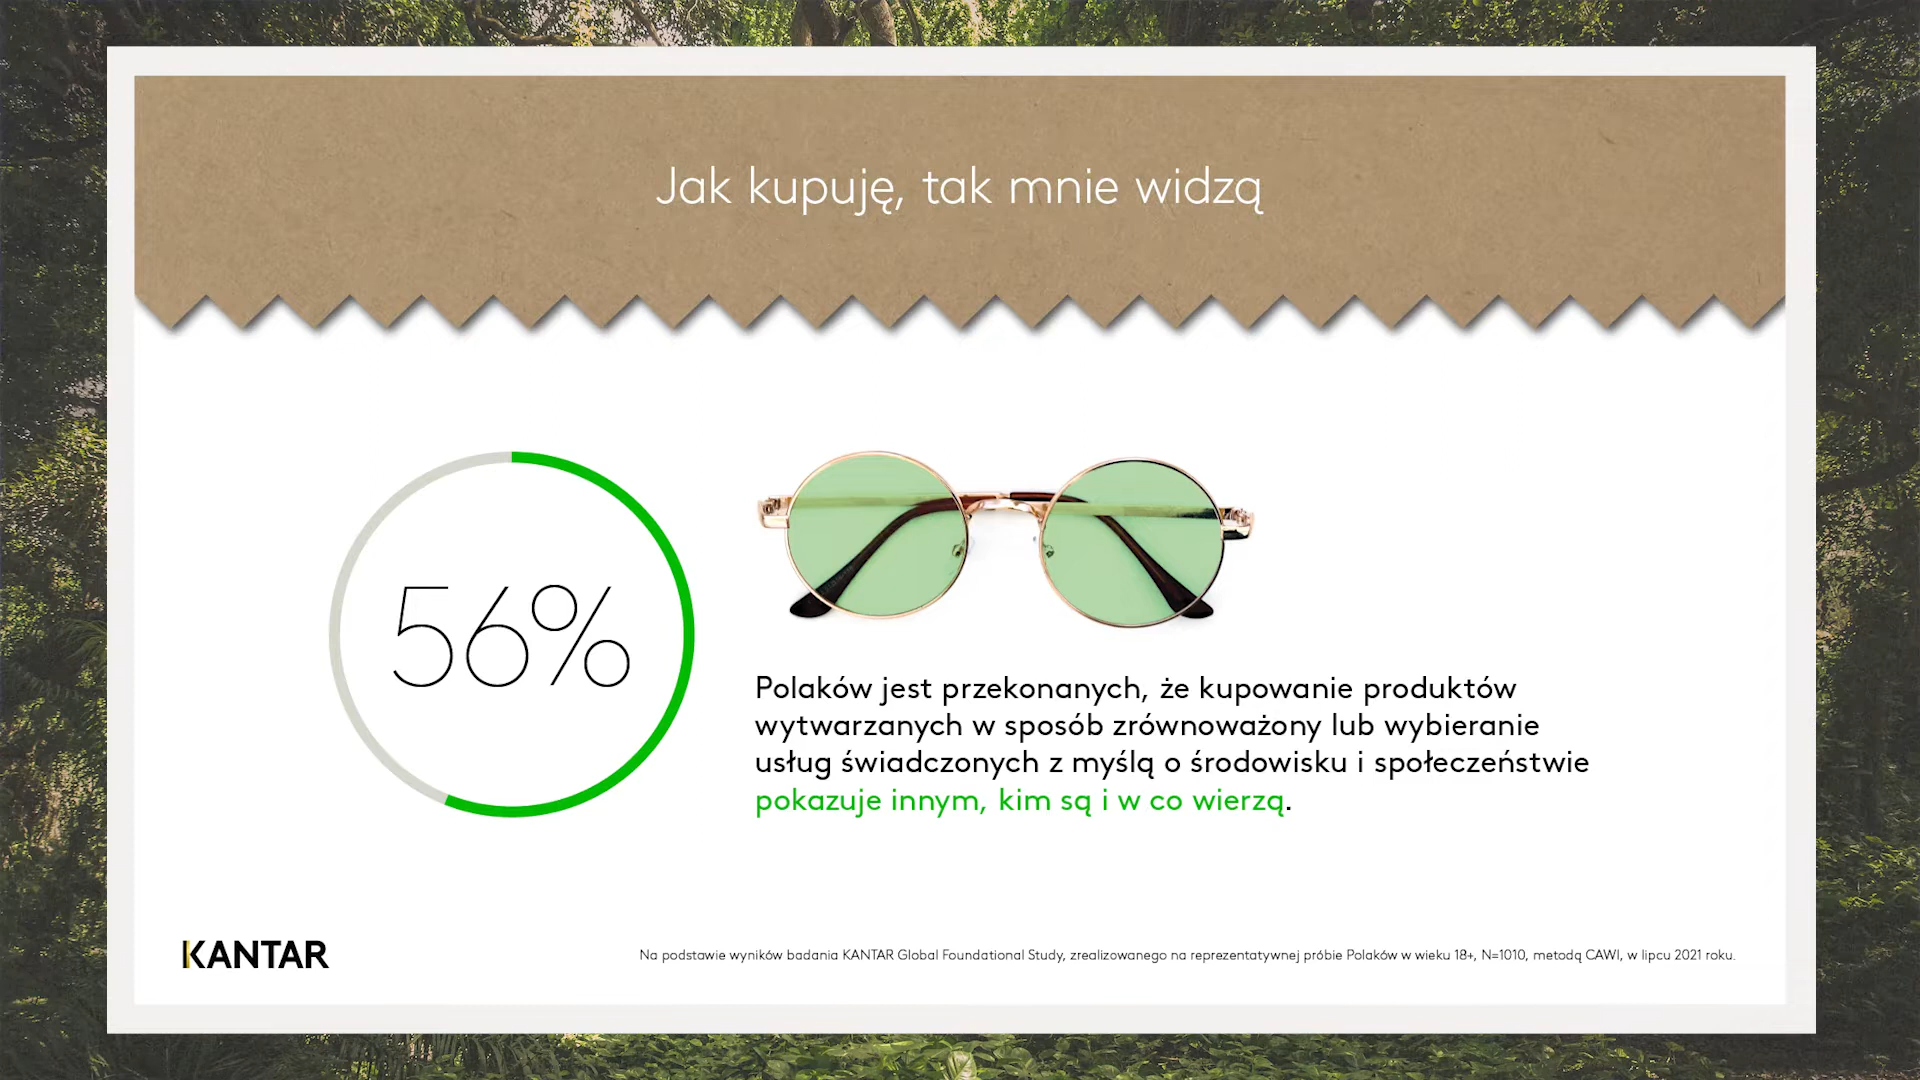 Jak kupuję, tak mnie widzą
56%
Polaków jest przekonanych, że kupowanie produktów
wytwarzanych w sposób zrównoważony lub wybieranie
usług świadczonych z myślą o środowisku i społeczeństwie
pokazuje innym, kim są i w co wierzą.
KANTAR
Na podstawie wyników badania KANTAR Global Foundational Study, zrealizowanego na reprezentatywnej próbie Polaków w wieku 18+, N=1010, metodą CAWI, w lipcu 2021 roku.